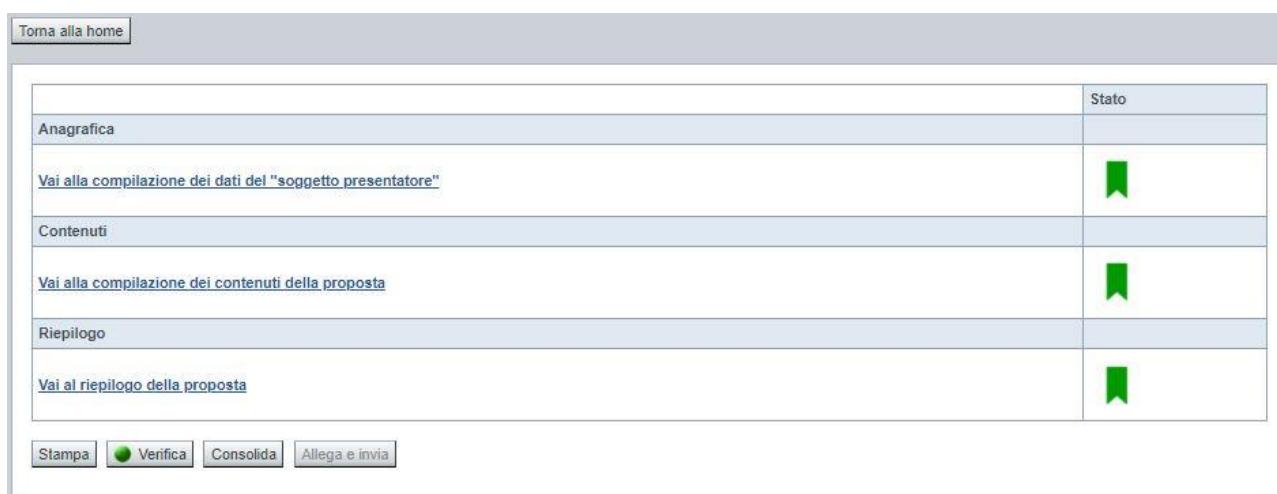 Torna alla home
Stato
Anagrafica
Vai alla compilazione dei dati del "soggetto presentatore"
Contenuti
Vai alla compilazione dei contenuti della proposta
Riepilogo
Vai al riepilogo della proposta
Stampa Verifica Consolida Allega e invia